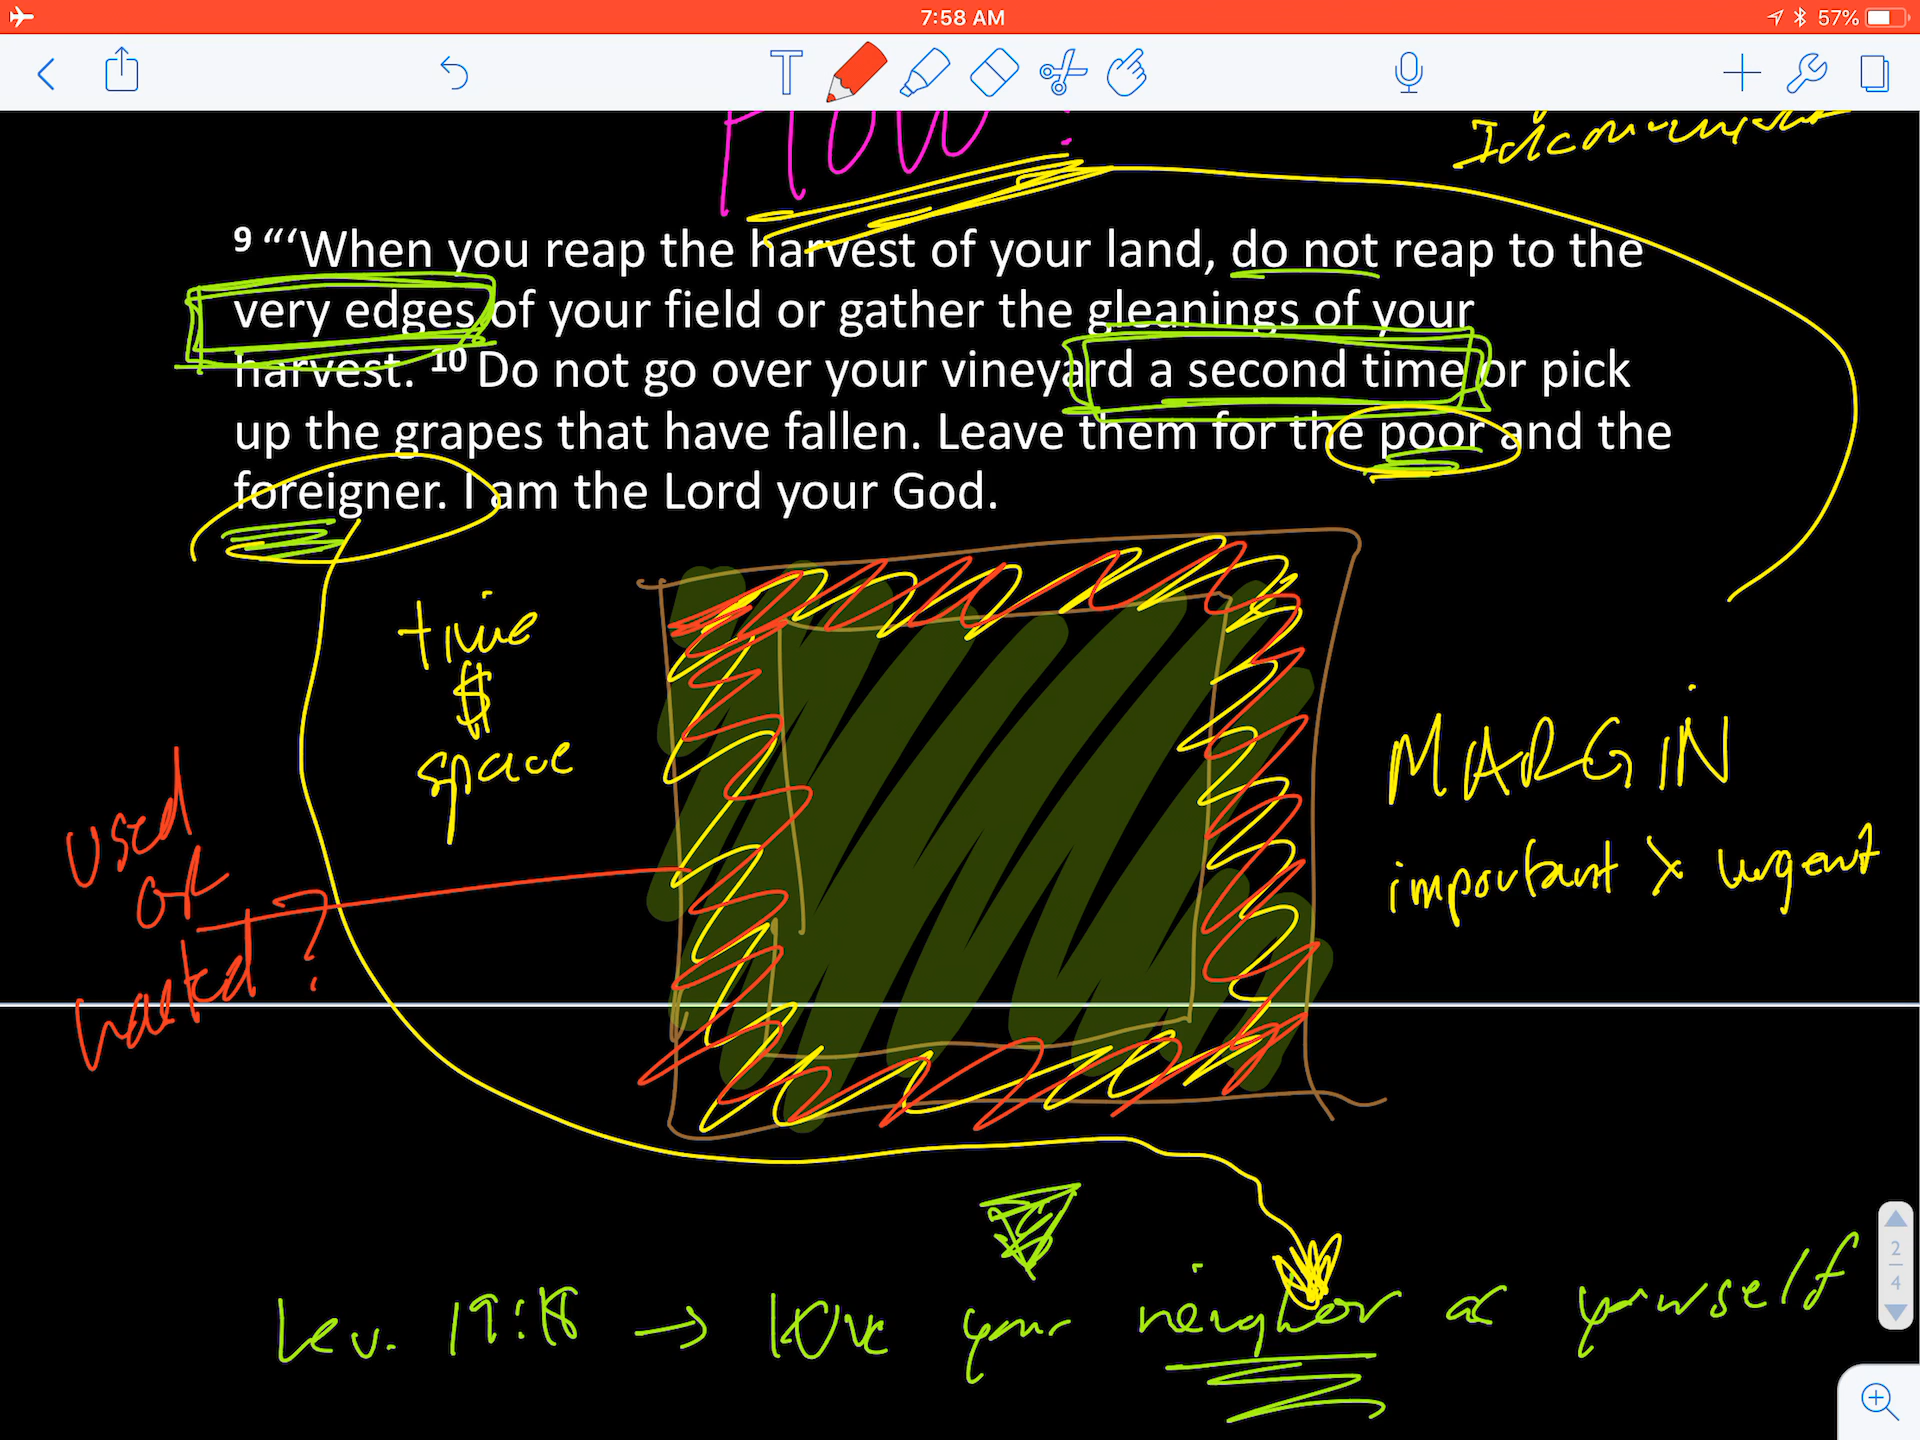 7:58 AM
57%
T
How?
⁹ “‘When you reap the harvest of your land, do not reap to the
very edges of your field or gather the gleanings of your
harvest. ¹⁰ Do not go over your vineyard a second time or pick
up the grapes that have fallen. Leave them for the poor and the
foreigner. I am the Lord your God.
time
$
space
used
or
wasted?
MARGIN
important × urgent
Lev. 19:18 → love your neighbor as yourself
2
4